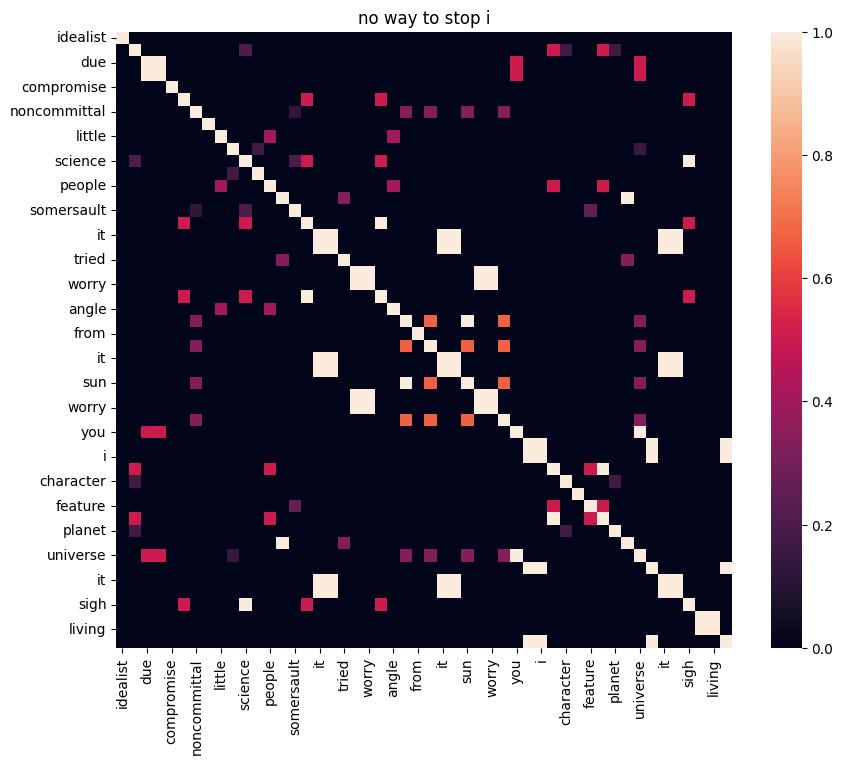 no way to stop i
idealist
due
compromise
noncommittal
little
science
people
somersault
it
tried
worry
angle
from
it
sun
worry
you
i
character
feature
planet
universe
it
sigh
living
1.0
0.8
0.6
0.4
0.2
0.0
idealist
due
compromise
noncommittal
little
science
people
somersault
it
tried
worry
angle
from
it
sun
worry
you
i
character
feature
planet
universe
it
sigh
living